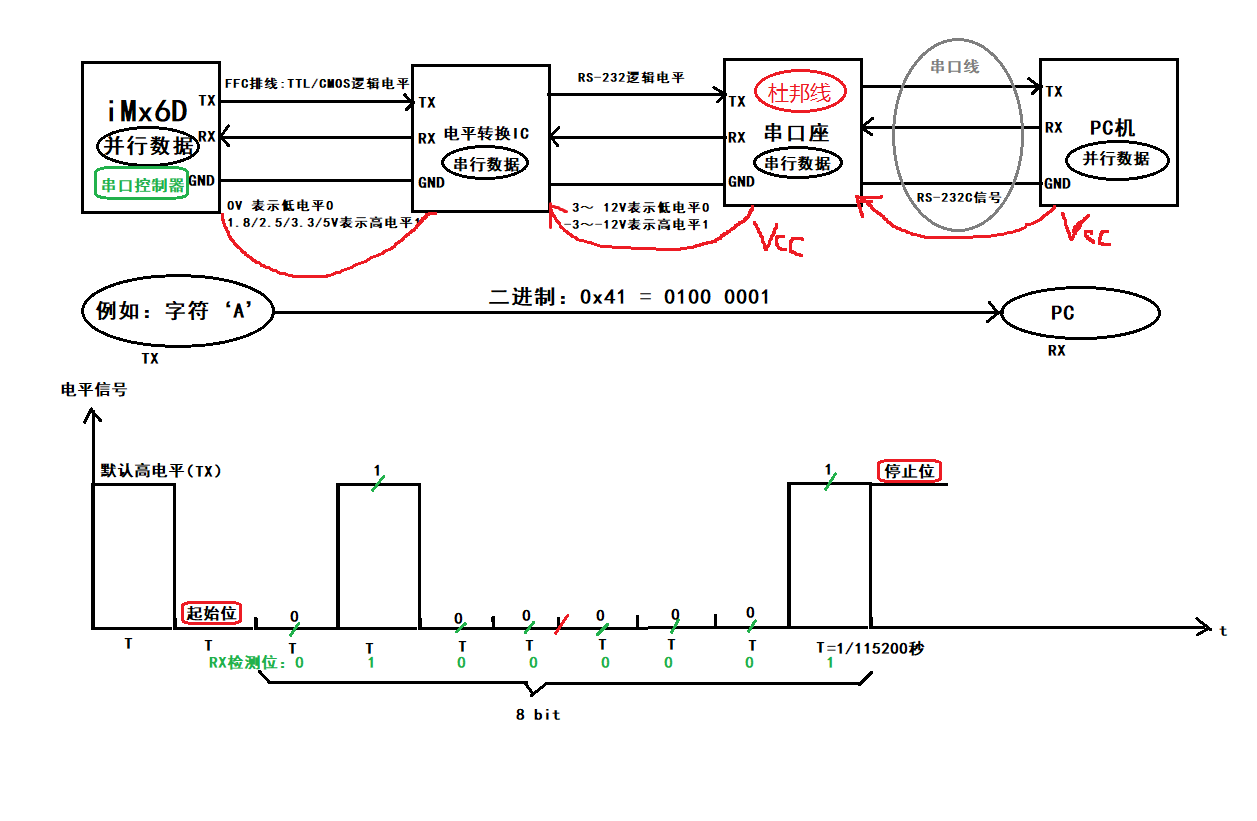 FFC排线:TTL/CMOS逻辑电平
RS-232逻辑电平
串口线
iMx6D
TX
TX
杜邦线
TX
TX
并行数据
RX
RX
电平转换IC
RX
串口座
RX
PC机
串口控制器
GND
GND
串行数据
GND
串行数据
GND
并行数据
RS-232C信号
0V 表示低电平0
1.8/2.5/3.3/5V表示高电平1
3～ 12V表示低电平0
-3～-12V表示高电平1
Vcc
Vcc
例如：字符 ‘A’
二进制：0x41 = 0100 0001
PC
TX
RX
电平信号
默认高电平(TX)
1
1
停止位
起始位
0
0
0
0
0
0
t
T
T
T
T
T
T
T
T
T
T=1/115200秒
RX检测位：0
1
0
0
0
0
0
1
8 bit